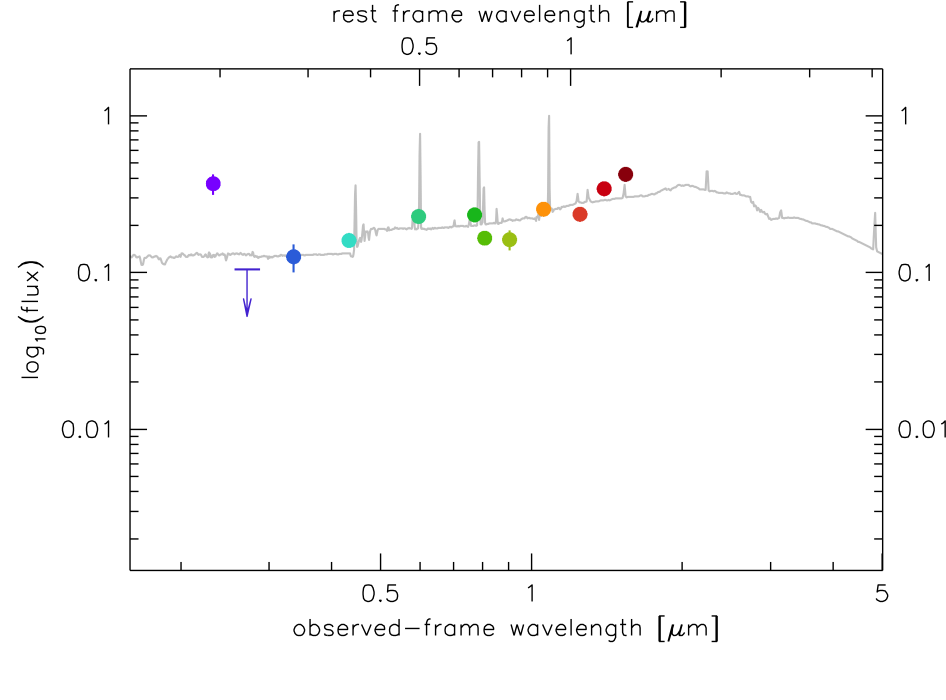 rest frame wavelength [μm]
0.5 1
1 1
0.1 0.1
log10(flux)
0.01 0.01
0.5 1 5
observed-frame wavelength [μm]